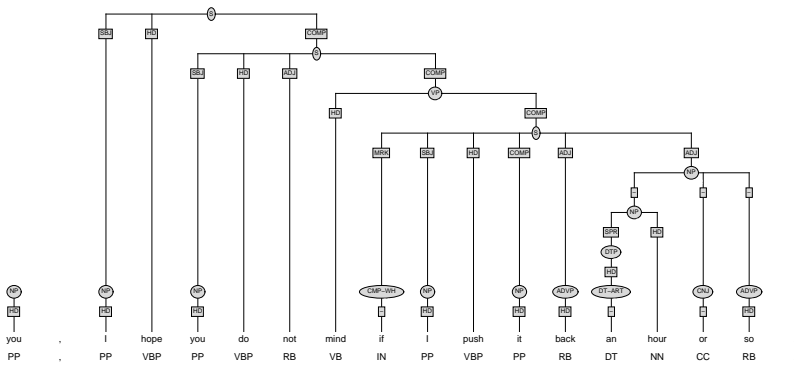 S
SBJ HD COMP
S
SBJ HD ADJ COMP
VP
HD COMP
S
MRK SBJ HD COMP ADJ ADJ
NP
– – –
NP
SPR HD
DTP
HD
NP NP NP CMP–WH NP NP ADVP DT–ART CNJ ADVP
HD HD HD – HD HD HD – – HD
you , I hope you do not mind if I push it back an hour or so
PP , PP VBP PP VBP RB VB IN PP VBP PP RB DT NN CC RB